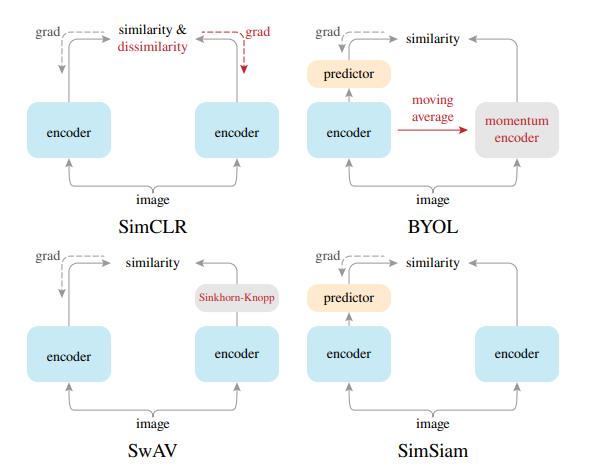 grad
similarity &
dissimilarity
grad
encoder
encoder
image
SimCLR
grad
similarity
predictor
encoder
moving
average
momentum
encoder
image
BYOL
grad
similarity
Sinkhorn-Knopp
encoder
encoder
image
SwAV
grad
similarity
predictor
encoder
encoder
image
SimSiam